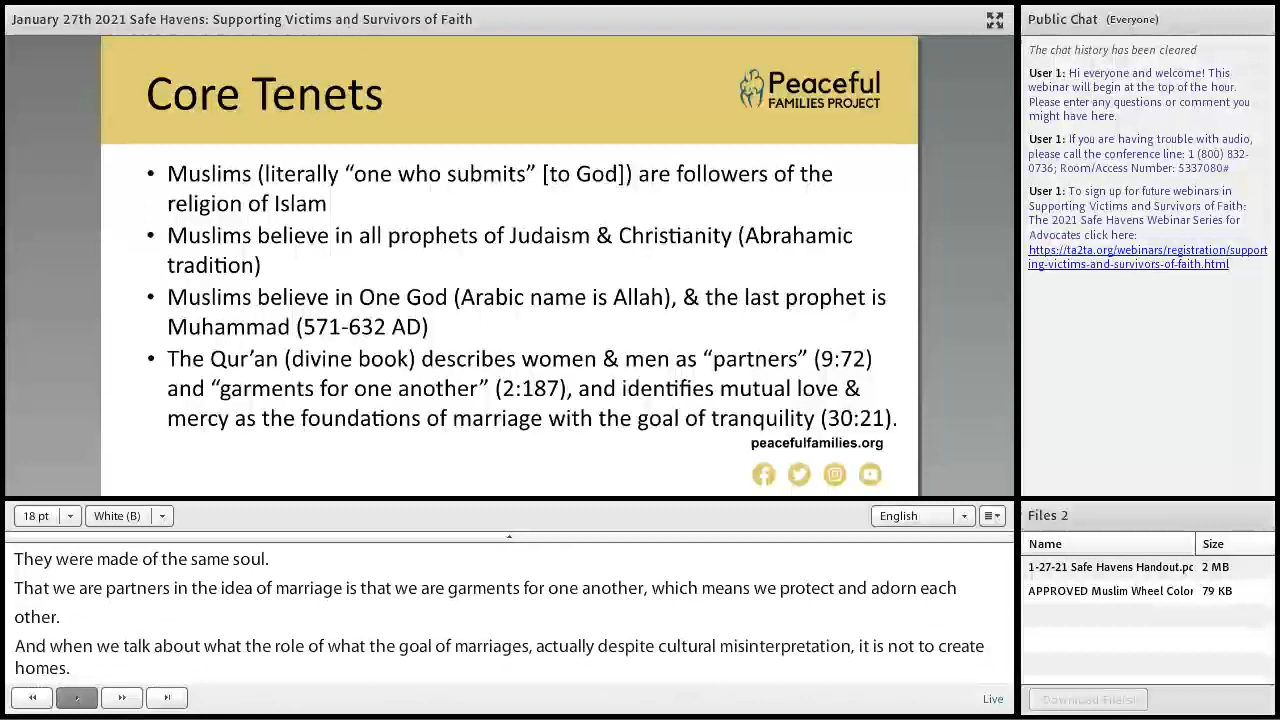 January 27th 2021 Safe Havens: Supporting Victims and Survivors of Faith
Core Tenets
Peaceful
FAMILIES PROJECT
• Muslims (literally “one who submits” [to God]) are followers of the
religion of Islam
• Muslims believe in all prophets of Judaism & Christianity (Abrahamic
tradition)
• Muslims believe in One God (Arabic name is Allah), & the last prophet is
Muhammad (571-632 AD)
• The Qur’an (divine book) describes women & men as “partners” (9:72)
and “garments for one another” (2:187), and identifies mutual love &
mercy as the foundations of marriage with the goal of tranquility (30:21).
peacefulfamilies.org
18 pt
White (B)
English
They were made of the same soul.
That we are partners in the idea of marriage is that we are garments for one another, which means we protect and adorn each
other.
And when we talk about what the role of what the goal of marriages, actually despite cultural misinterpretation, it is not to create
homes.
Live
Public Chat (Everyone)
The chat history has been cleared
User 1: Hi everyone and welcome! This
webinar will begin at the top of the hour.
Please enter any questions or comment you
might have here.
User 1: If you are having trouble with audio,
please call the conference line: 1 (800) 832-
0736; Room/Access Number: 5337080#
User 1: To sign up for future webinars in
Supporting Victims and Survivors of Faith:
The 2021 Safe Havens Webinar Series for
Advocates click here:
https://ta2ta.org/webinars/registration/support
ing-victims-and-survivors-of-faith.html
Files 2
Name Size
1-27-21 Safe Havens Handout.pc 2 MB
APPROVED Muslim Wheel Color 79 KB
Download File(s)